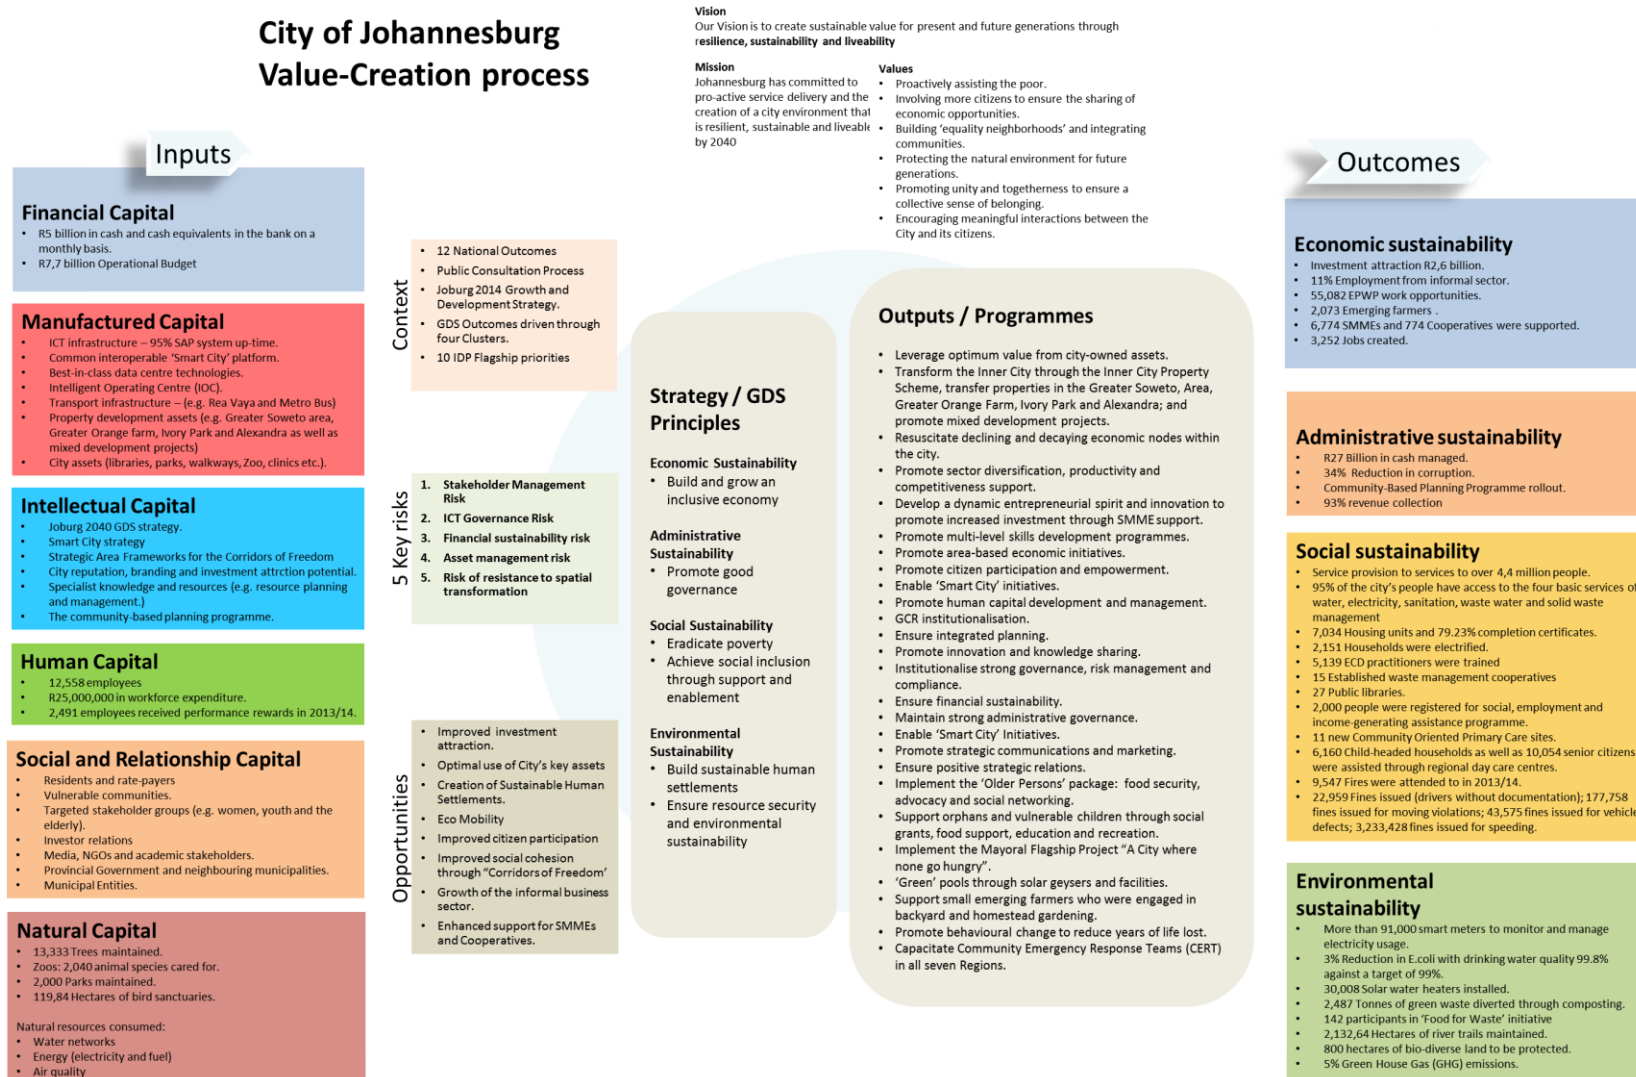 City of Johannesburg
Value-Creation process
Vision
Our Vision is to create sustainable value for present and future generations through
resilience, sustainability and liveability
Mission
Johannesburg has committed to
pro-active service delivery and the
creation of a city environment that
is resilient, sustainable and liveable
by 2040
Values
• Proactively assisting the poor.
• Involving more citizens to ensure the sharing of
economic opportunities.
• Building ‘equality neighborhoods’ and integrating
communities.
• Protecting the natural environment for future
generations.
• Promoting unity and togetherness to ensure a
collective sense of belonging.
• Encouraging meaningful interactions between the
City and its citizens.
Inputs
Financial Capital
• R5 billion in cash and cash equivalents in the bank on a
monthly basis.
• R7,7 billion Operational Budget
Manufactured Capital
• ICT infrastructure – 95% SAP system up-time.
• Common interoperable ‘Smart City’ platform.
• Best-in-class data centre technologies.
• Intelligent Operating Centre (IOC).
• Transport infrastructure – (e.g. Rea Vaya and Metro Bus)
• Property development assets (e.g. Greater Soweto area,
Greater Orange farm, Ivory Park and Alexandra as well as
mixed development projects)
• City assets (libraries, parks, walkways, Zoo, clinics etc.).
Intellectual Capital
• Joburg 2040 GDS strategy.
• Smart City strategy
• Strategic Area Frameworks for the Corridors of Freedom
• City reputation, branding and investment attrction potential.
• Specialist knowledge and resources (e.g. resource planning
and management.)
• The community-based planning programme.
Human Capital
• 12,558 employees
• R25,000,000 in workforce expenditure.
• 2,491 employees received performance rewards in 2013/14.
Social and Relationship Capital
• Residents and rate-payers
• Vulnerable communities.
• Targeted stakeholder groups (e.g. women, youth and the
elderly).
• Investor relations
• Media, NGOs and academic stakeholders.
• Provincial Government and neighbouring municipalities.
• Municipal Entities.
Natural Capital
• 13,333 Trees maintained.
• Zoos: 2,040 animal species cared for.
• 2,000 Parks maintained.
• 119,84 Hectares of bird sanctuaries.
Natural resources consumed:
• Water networks
• Energy (electricity and fuel)
• Air quality
Context
• 12 National Outcomes
• Public Consultation Process
• Joburg 2014 Growth and
Development Strategy.
• GDS Outcomes driven through
four Clusters.
• 10 IDP Flagship priorities
5 Key risks
1. Stakeholder Management
Risk
2. ICT Governance Risk
3. Financial sustainability risk
4. Asset management risk
5. Risk of resistance to spatial
transformation
Opportunities
• Improved investment
attraction.
• Optimal use of City’s key assets
• Creation of Sustainable Human
Settlements.
• Eco Mobility
• Improved citizen participation
• Improved social cohesion
through “Corridors of Freedom’
• Growth of the informal business
sector.
• Enhanced support for SMMEs
and Cooperatives.
Strategy / GDS
Principles
Economic Sustainability
• Build and grow an
inclusive economy
Administrative
Sustainability
• Promote good
governance
Social Sustainability
• Eradicate poverty
• Achieve social inclusion
through support and
enablement
Environmental
Sustainability
• Build sustainable human
settlements
• Ensure resource security
and environmental
sustainability
Outputs / Programmes
• Leverage optimum value from city-owned assets.
• Transform the Inner City through the Inner City Property
Scheme, transfer properties in the Greater Soweto, Area,
Greater Orange Farm, Ivory Park and Alexandra; and
promote mixed development projects.
• Resuscitate declining and decaying economic nodes within
the city.
• Promote sector diversification, productivity and
competitiveness support.
• Develop a dynamic entrepreneurial spirit and innovation to
promote increased investment through SMME support.
• Promote multi-level skills development programmes.
• Promote area-based economic initiatives.
• Promote citizen participation and empowerment.
• Enable ‘Smart City’ initiatives.
• Promote human capital development and management.
• GCR institutionalisation.
• Ensure integrated planning.
• Promote innovation and knowledge sharing.
• Institutionalise strong governance, risk management and
compliance.
• Ensure financial sustainability.
• Maintain strong administrative governance.
• Enable ‘Smart City’ Initiatives.
• Promote strategic communications and marketing.
• Ensure positive strategic relations.
• Implement the ‘Older Persons’ package: food security,
advocacy and social networking.
• Support orphans and vulnerable children through social
grants, food support, education and recreation.
• Implement the Mayoral Flagship Project “A City where
none go hungry”.
• ‘Green’ pools through solar geysers and facilities.
• Support small emerging farmers who were engaged in
backyard and homestead gardening.
• Promote behavioural change to reduce years of life lost.
• Capacitate Community Emergency Response Teams (CERT)
in all seven Regions.
Outcomes
Economic sustainability
• Investment attraction R2,6 billion.
• 11% Employment from informal sector.
• 55,082 EPWP work opportunities.
• 2,073 Emerging farmers .
• 6,774 SMMEs and 774 Cooperatives were supported.
• 3,252 Jobs created.
Administrative sustainability
• R27 Billion in cash managed.
• 34% Reduction in corruption.
• Community-Based Planning Programme rollout.
• 93% revenue collection
Social sustainability
• Service provision to services to over 4,4 million people.
• 95% of the city’s people have access to the four basic services of
water, electricity, sanitation, waste water and solid waste
management
• 7,034 Housing units and 79.23% completion certificates.
• 2,151 Households were electrified.
• 5,139 ECD practitioners were trained
• 15 Established waste management cooperatives
• 27 Public libraries.
• 2,000 people were registered for social, employment and
income-generating assistance programme.
• 11 new Community Oriented Primary Care sites.
• 6,160 Child-headed households as well as 10,054 senior citizens
were assisted through regional day care centres.
• 9,547 Fires were attended to in 2013/14.
• 22,959 Fines issued (drivers without documentation); 177,758
fines issued for moving violations; 43,575 fines issued for vehicle
defects; 3,233,428 fines issued for speeding.
Environmental
sustainability
• More than 91,000 smart meters to monitor and manage
electricity usage.
• 3% Reduction in E.coli with drinking water quality 99.8%
against a target of 99%.
• 30,008 Solar water heaters installed.
• 2,487 Tonnes of green waste diverted through composting.
• 142 participants in ‘Food for Waste’ initiative
• 2,132,64 Hectares of river trails maintained.
• 800 hectares of bio-diverse land to be protected.
• 5% Green House Gas (GHG) emissions.